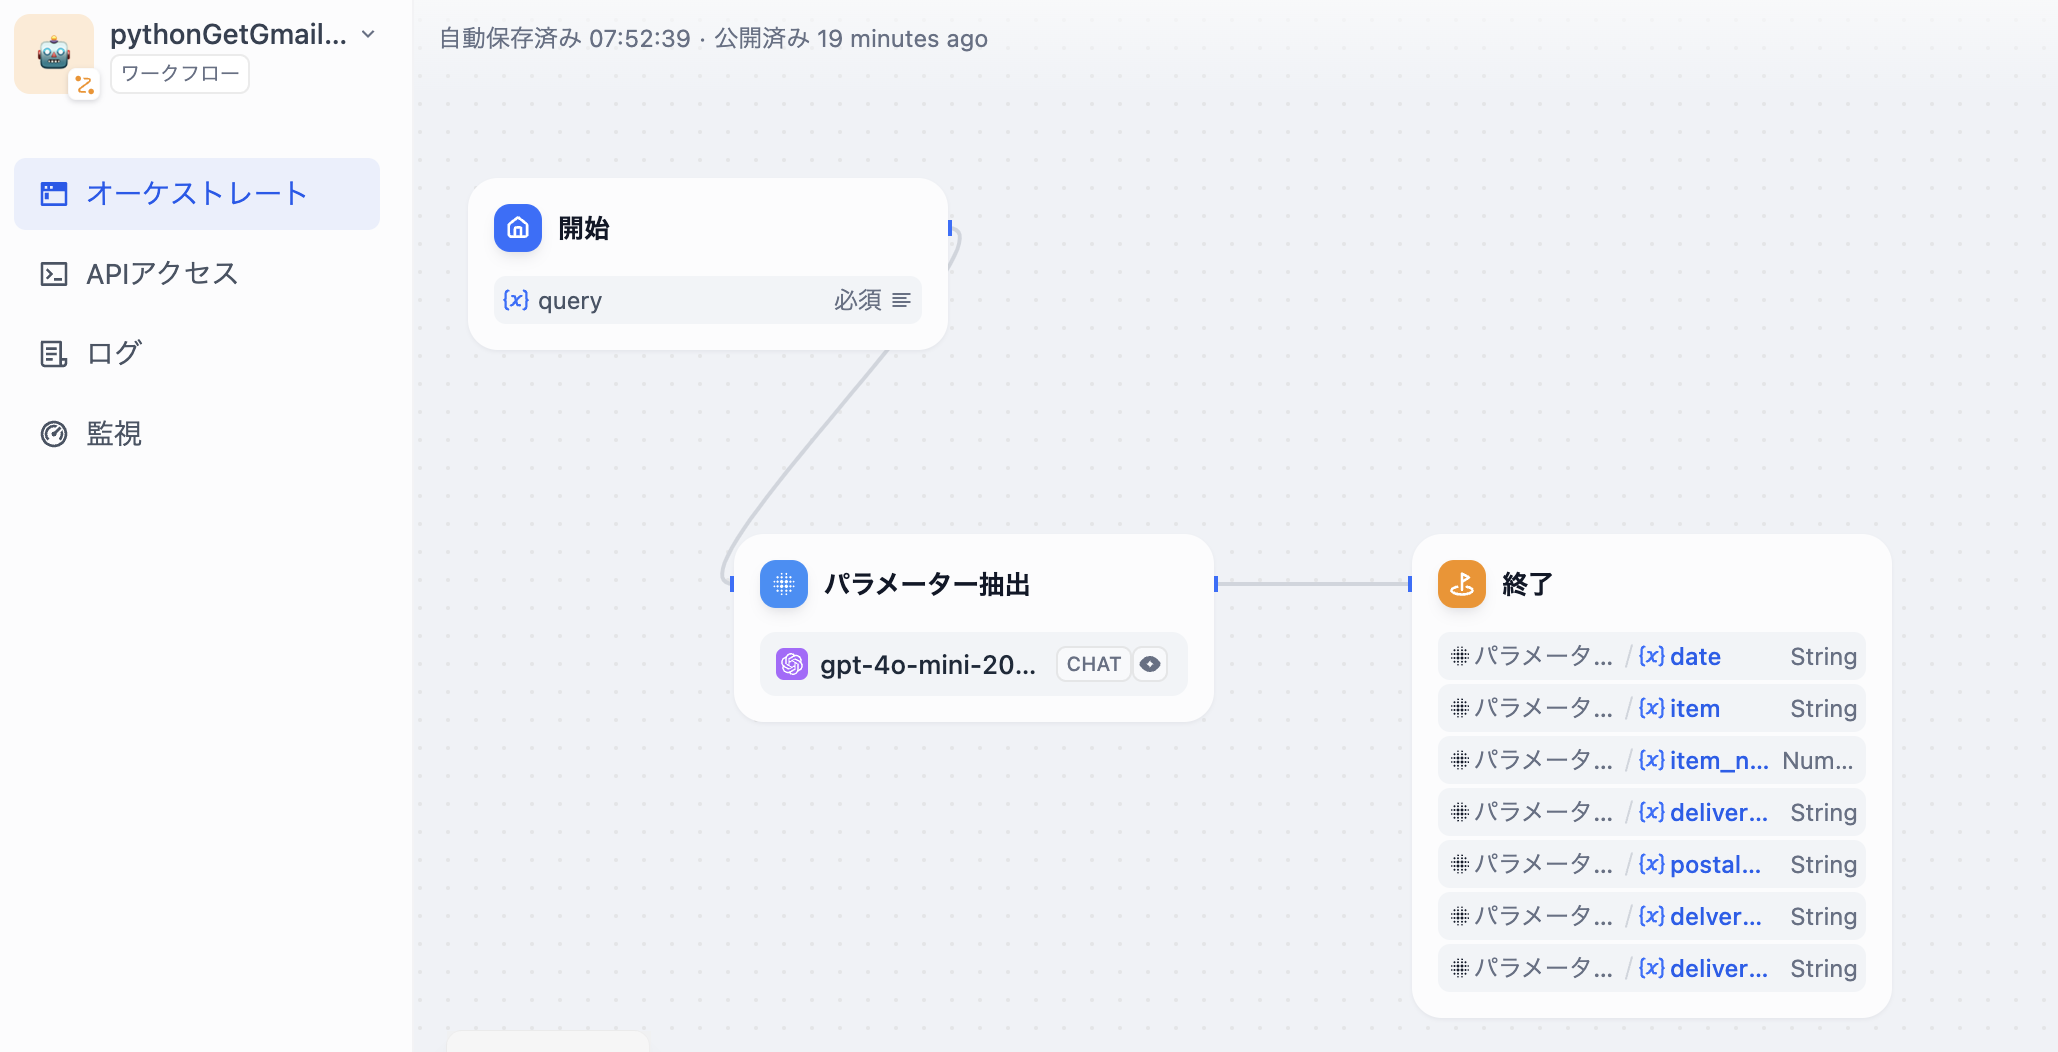 pythonGetGmail...
ワークフロー
オーケストレート
APIアクセス
ログ
監視
自動保存済み 07:52:39 · 公開済み 19 minutes ago
開始
{x} query 必須
パラメーター抽出
gpt-4o-mini-20... CHAT
終了
パラメータ... / {x} date String
パラメータ... / {x} item String
パラメータ... / {x} item_n... Num...
パラメータ... / {x} deliver... String
パラメータ... / {x} postal... String
パラメータ... / {x} delver... String
パラメータ... / {x} deliver... String